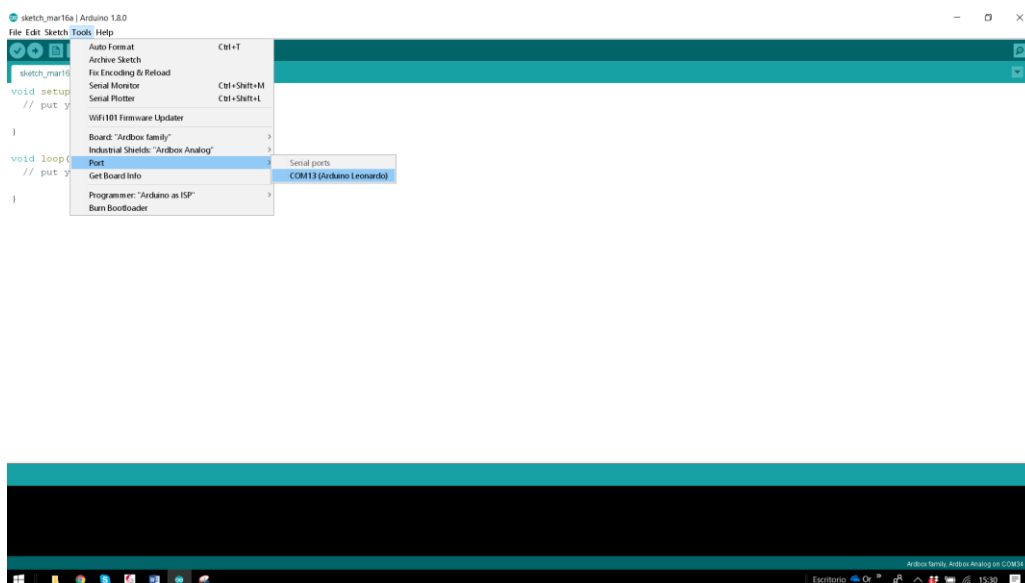 sketch_mar16a | Arduino 1.8.0
File Edit Sketch Tools Help
sketch_mar16
Auto Format Ctrl+T
Archive Sketch
Fix Encoding & Reload
Serial Monitor Ctrl+Shift+M
Serial Plotter Ctrl+Shift+L
WiFi101 Firmware Updater
Board: "Ardbox family"
Industrial Shields: "Ardbox Analog"
Port
Get Board Info
Programmer: "Arduino as ISP"
Burn Bootloader
Serial ports
COM13 (Arduino Leonardo)
void setup
// put y
}
void loop(
// put y
}
Ardbox family, Ardbox Analog on COM34
Escritorio Or » 15:30